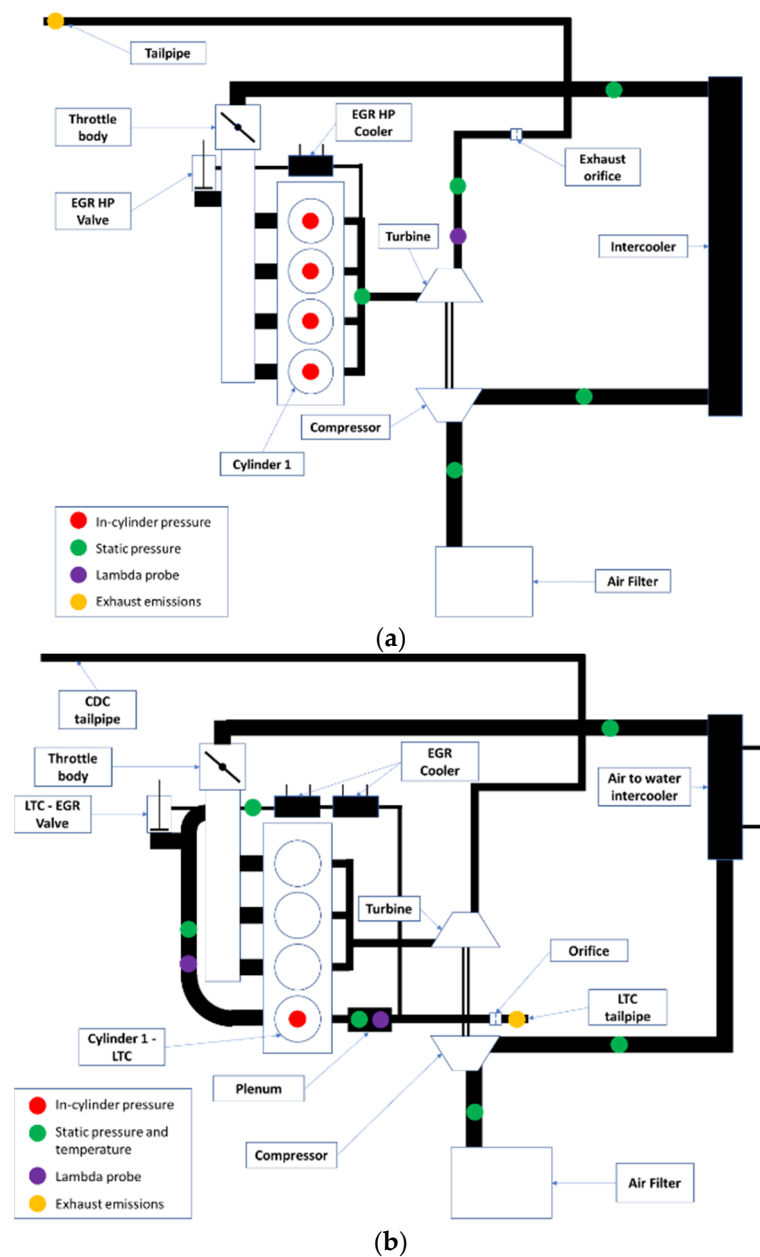 Tailpipe
Throttle
body
EGR HP
Cooler
EGR HP
Valve
Exhaust
orifice
Turbine
Intercooler
Compressor
Cylinder 1
In-cylinder pressure
Static pressure
Lambda probe
Exhaust emissions
Air Filter
(a)
CDC
tailpipe
Throttle
body
EGR
Cooler
Air to water
intercooler
LTC - EGR
Valve
Turbine
Orifice
LTC
tailpipe
Cylinder 1 -
LTC
Plenum
Compressor
In-cylinder pressure
Static pressure and
temperature
Lambda probe
Exhaust emissions
Air Filter
(b)